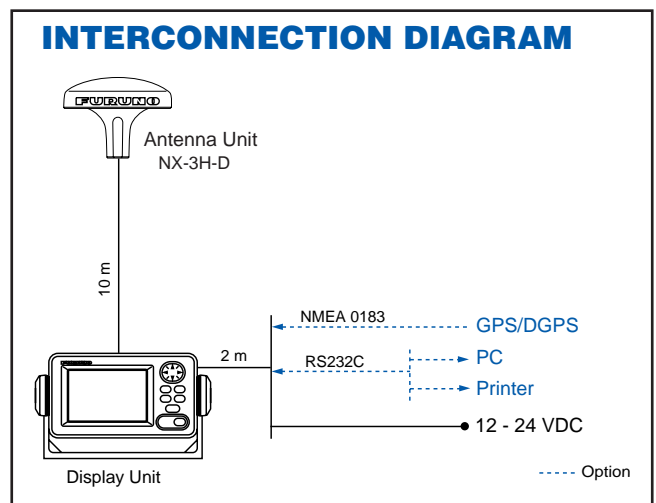 INTERCONNECTION DIAGRAM
FURUNO
Antenna Unit
NX-3H-D
10 m
NMEA 0183
GPS/DGPS
2 m
RS232C
PC
Printer
12 - 24 VDC
Display Unit
Option